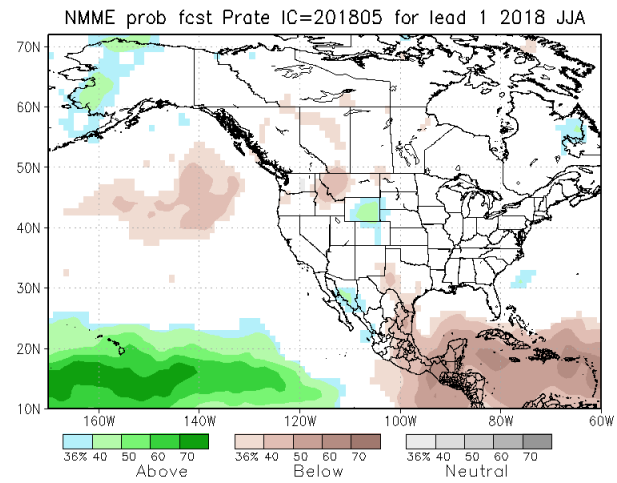 NMME prob fcst Prate IC=201805 for lead 1 2018 JJA
70N
60N
50N
40N
30N
20N
10N
160W 140W 120W 100W 80W 60W
36% 40 50 60 70 36% 40 50 60 70 36% 40 50 60 70
Above Below Neutral